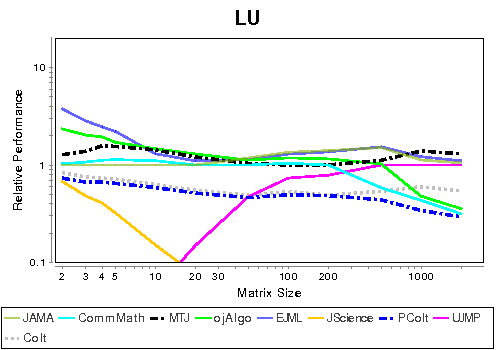 LU
Relative Performance
10
1
0.1
2 3 4 5 10 20 30 100 200 1000
Matrix Size
JAMA CommMath MTJ ojAlgo EJML JScience PColt UJMP
Colt